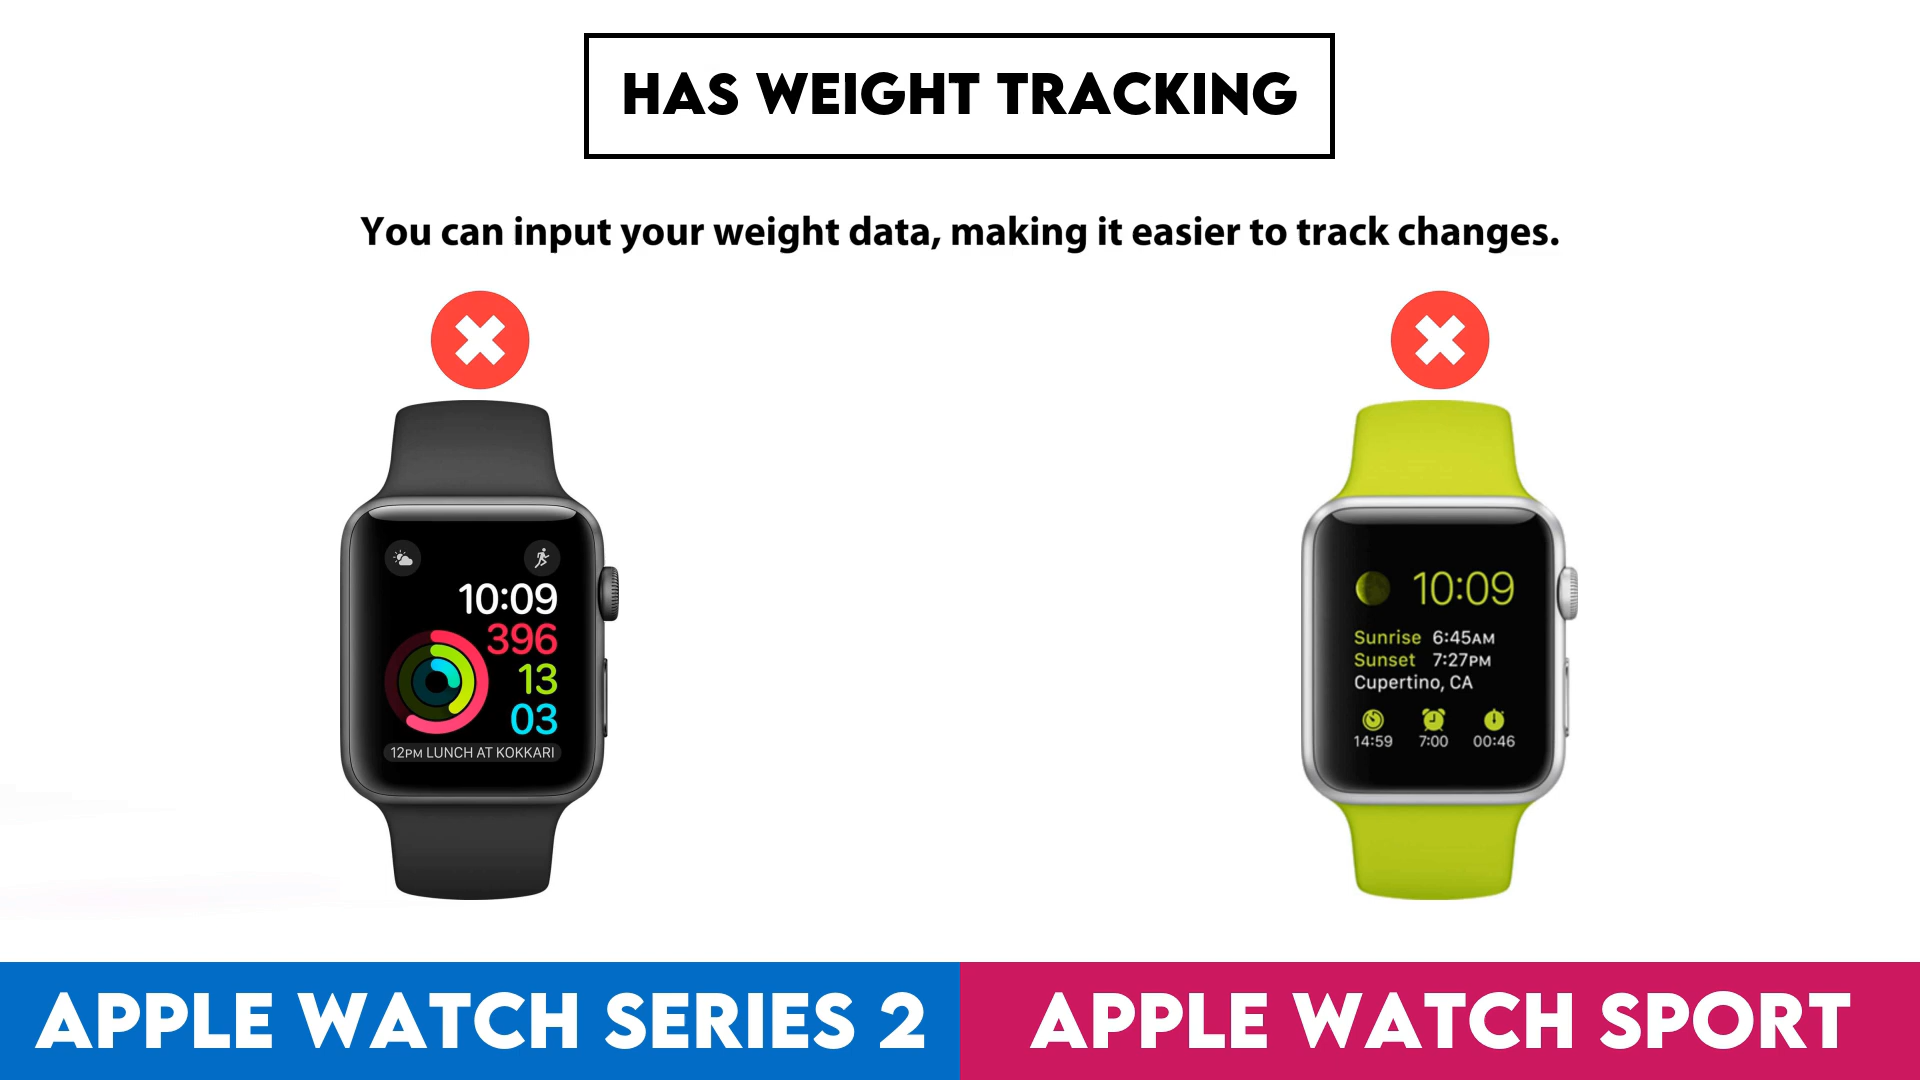 HAS WEIGHT TRACKING
You can input your weight data, making it easier to track changes.
10:09
396
13
03
12PM LUNCH AT KOKKARI
10:09
Sunrise 6:45AM
Sunset 7:27PM
Cupertino, CA
14:59 7:00 00:46
APPLE WATCH SERIES 2
APPLE WATCH SPORT